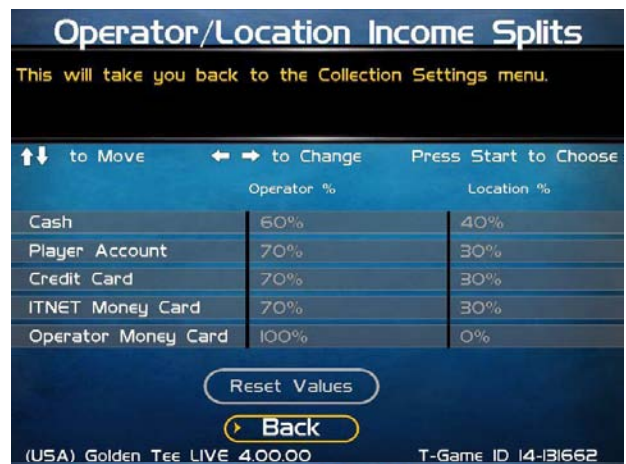 Operator/Location Income Splits
This will take you back to the Collection Settings menu.
to Move to Change Press Start to Choose
Operator % Location %
Cash 60% 40%
Player Account 70% 30%
Credit Card 70% 30%
ITNET Money Card 70% 30%
Operator Money Card 100% 0%
Reset Values
Back
(USA) Golden Tee LIVE 4.00.00 T-Game ID 14-131662